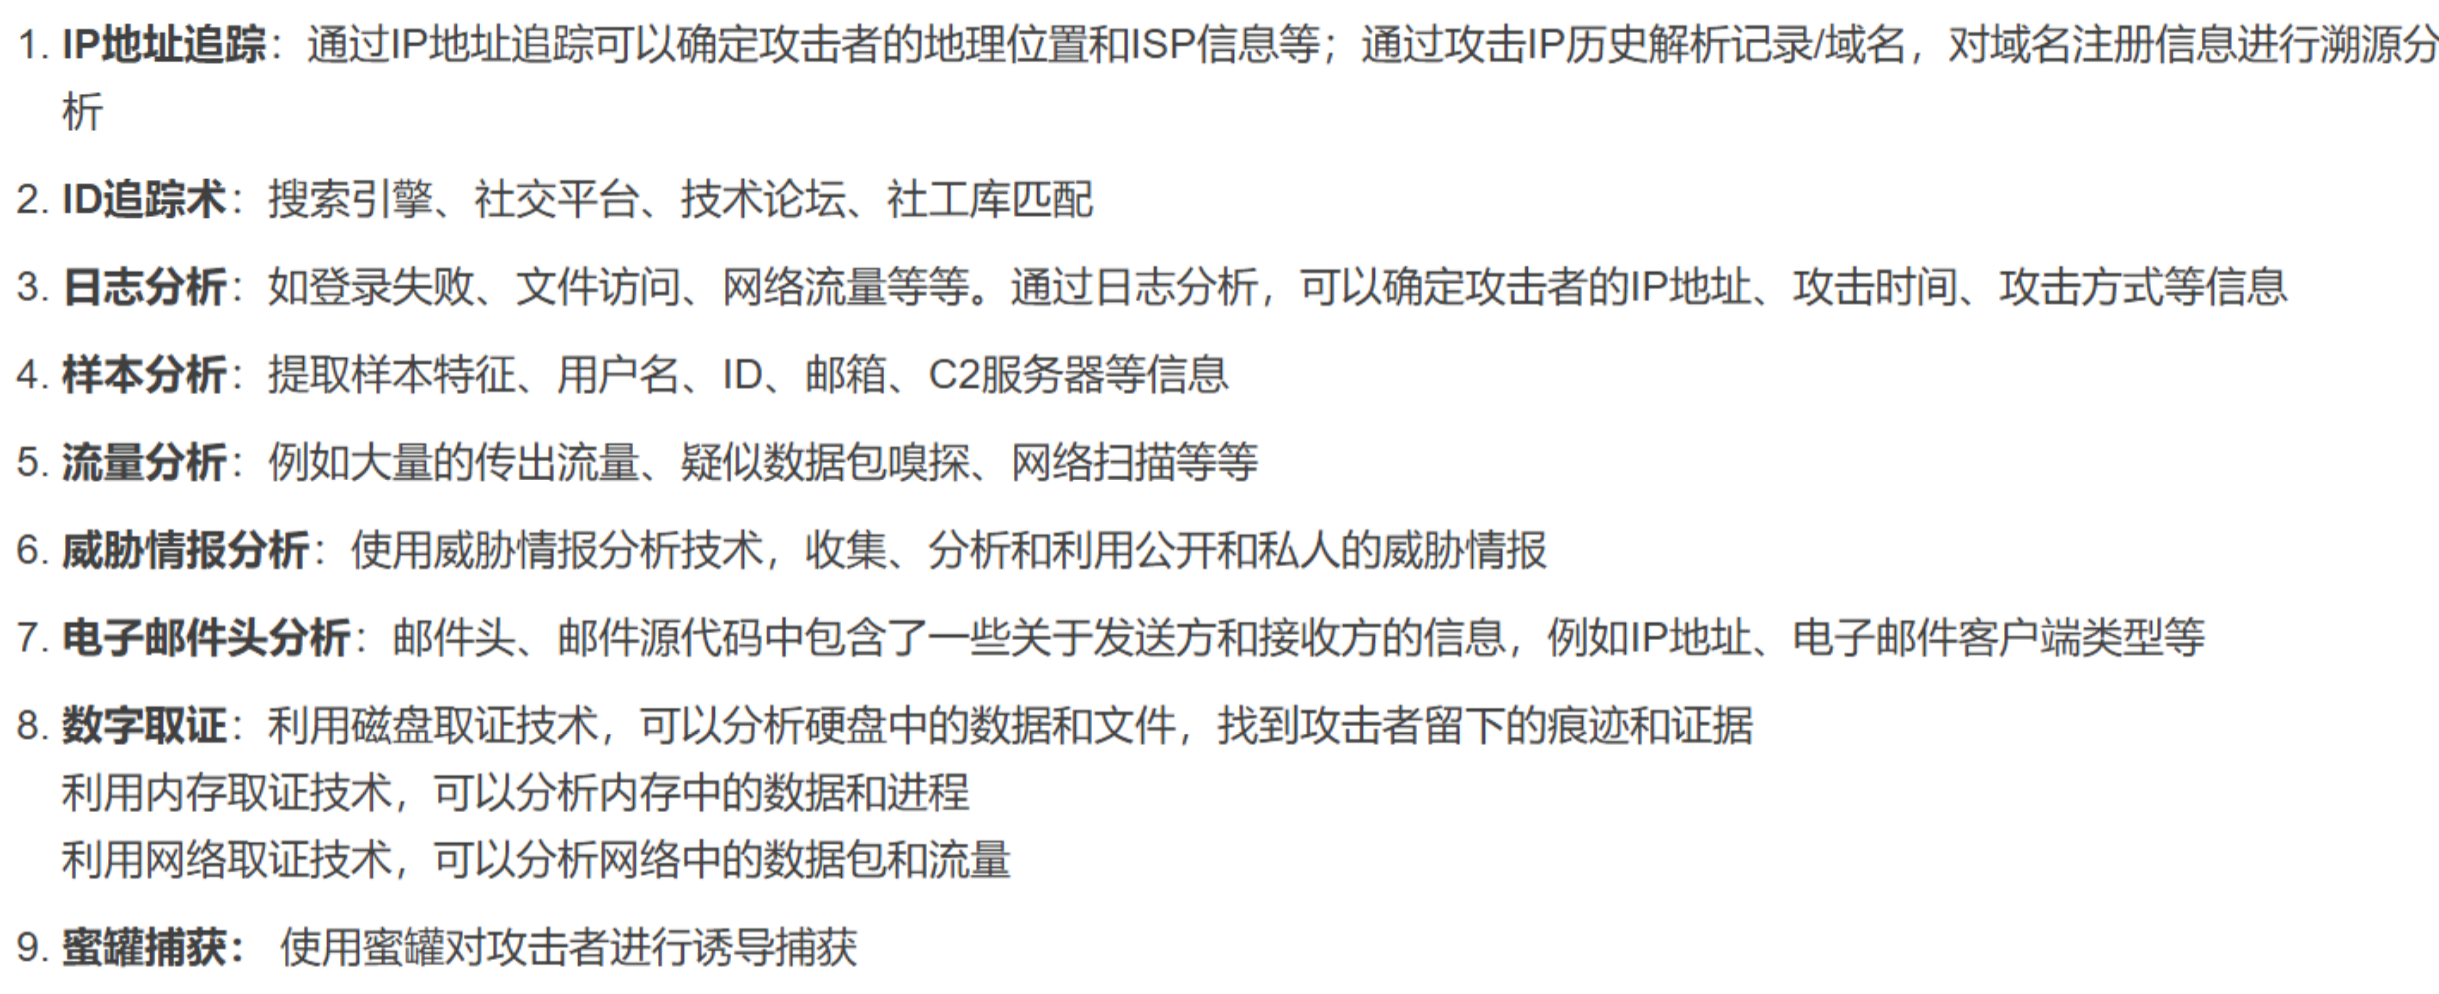 1. IP地址追踪：通过IP地址追踪可以确定攻击者的地理位置和ISP信息等；通过攻击IP历史解析记录/域名，对域名注册信息进行溯源分
析
2. ID追踪术：搜索引擎、社交平台、技术论坛、社工库匹配
3. 日志分析：如登录失败、文件访问、网络流量等等。通过日志分析，可以确定攻击者的IP地址、攻击时间、攻击方式等信息
4. 样本分析：提取样本特征、用户名、ID、邮箱、C2服务器等信息
5. 流量分析：例如大量的传出流量、疑似数据包嗅探、网络扫描等等
6. 威胁情报分析：使用威胁情报分析技术，收集、分析和利用公开和私人的威胁情报
7. 电子邮件头分析：邮件头、邮件源代码中包含了一些关于发送方和接收方的信息，例如IP地址、电子邮件客户端类型等
8. 数字取证：利用磁盘取证技术，可以分析硬盘中的数据和文件，找到攻击者留下的痕迹和证据
利用内存取证技术，可以分析内存中的数据和进程
利用网络取证技术，可以分析网络中的数据包和流量
9. 蜜罐捕获： 使用蜜罐对攻击者进行诱导捕获